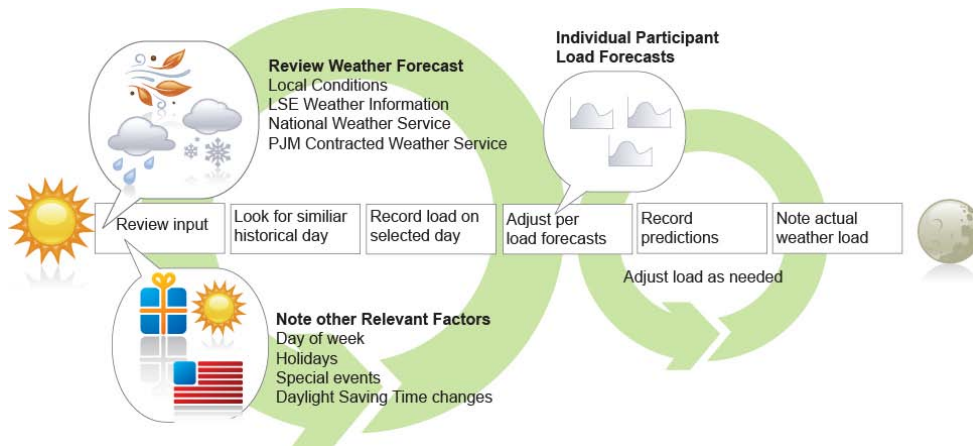 Review Weather Forecast
Local Conditions
LSE Weather Information
National Weather Service
PJM Contracted Weather Service
Individual Participant
Load Forecasts
Review input
Look for similiar
historical day
Record load on
selected day
Adjust per
load forecasts
Record
predictions
Note actual
weather load
Adjust load as needed
Note other Relevant Factors
Day of week
Holidays
Special events
Daylight Saving Time changes